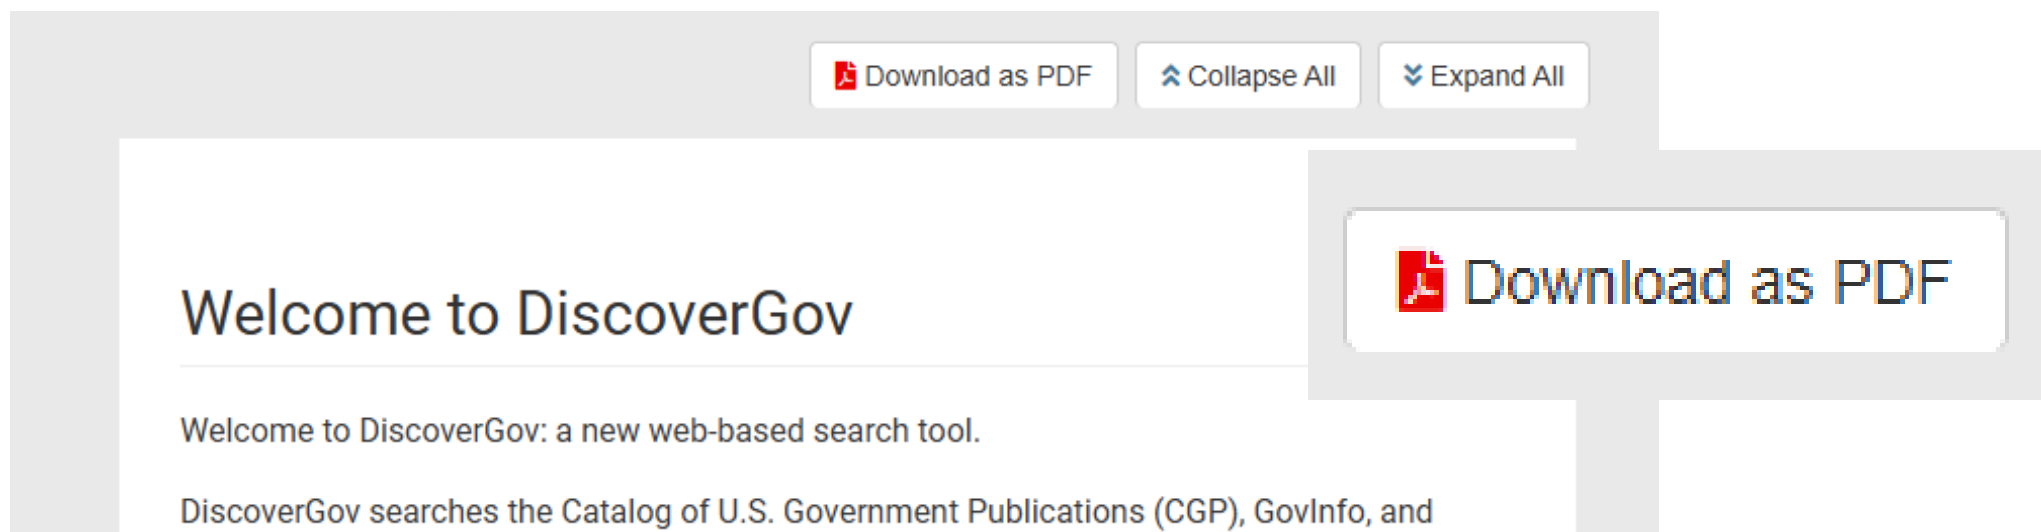 Download as PDF Collapse All Expand All
Download as PDF
Welcome to DiscoverGov
Welcome to DiscoverGov: a new web-based search tool.
DiscoverGov searches the Catalog of U.S. Government Publications (CGP), GovInfo, and